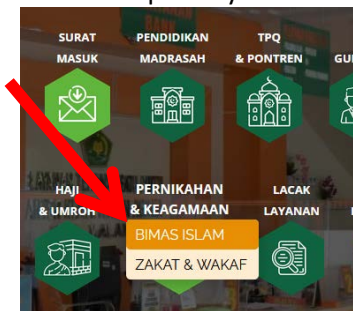 SURAT
MASUK
PENDIDIKAN
MADRASAH
TPQ
& PONTREN
HAJI
& UMROH
PERNIKAHAN
& KEAGAMAAN
LACAK
LAYANAN
BIMAS ISLAM
ZAKAT & WAKAF